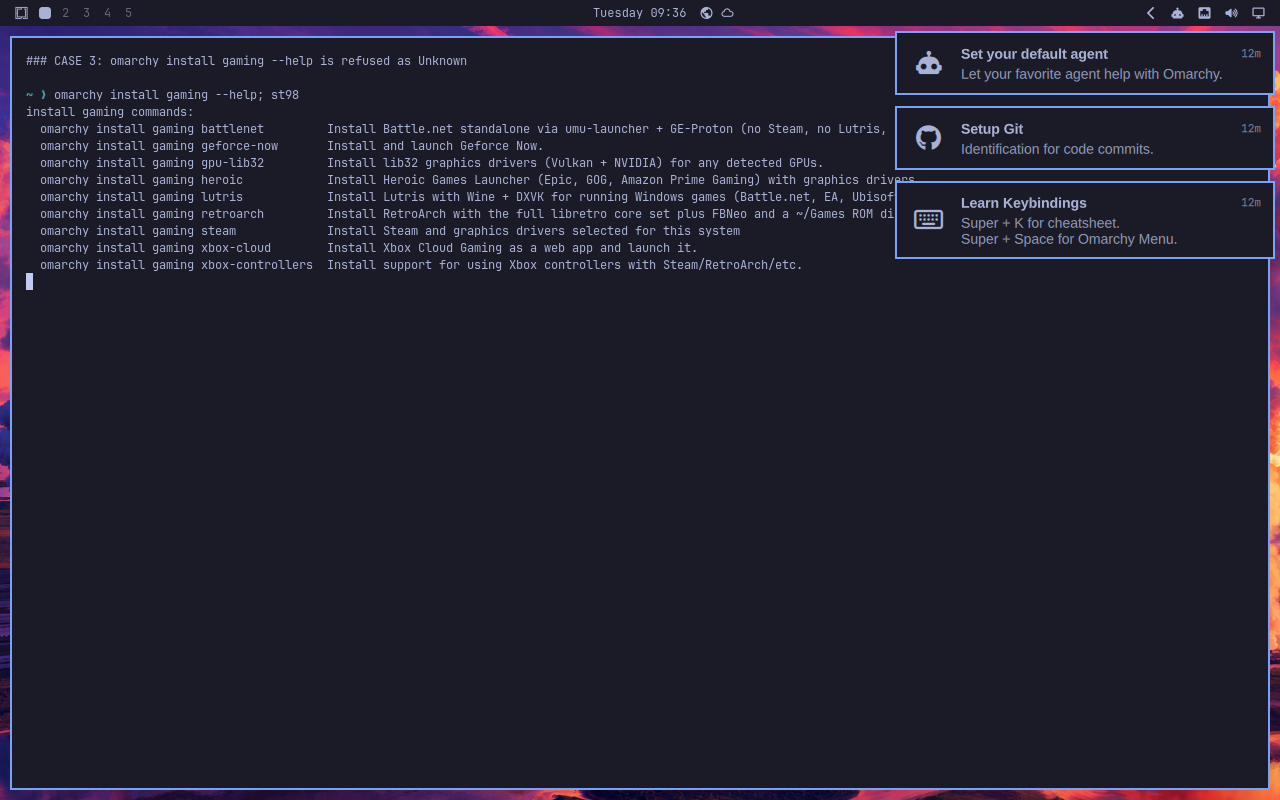 2 3 4 5 Tuesday 09:36
### CASE 3: omarchy install gaming --help is refused as Unknown
~ ❯ omarchy install gaming --help; st98
install gaming commands:
omarchy install gaming battlenet Install Battle.net standalone via umu-launcher + GE-Proton (no Steam, no Lutris,
omarchy install gaming geforce-now Install and launch Geforce Now.
omarchy install gaming gpu-lib32 Install lib32 graphics drivers (Vulkan + NVIDIA) for any detected GPUs.
omarchy install gaming heroic Install Heroic Games Launcher (Epic, GOG, Amazon Prime Gaming) with graphics drivers
omarchy install gaming lutris Install Lutris with Wine + DXVK for running Windows games (Battle.net, EA, Ubisof
omarchy install gaming retroarch Install RetroArch with the full libretro core set plus FBNeo and a ~/Games ROM di
omarchy install gaming steam Install Steam and graphics drivers selected for this system
omarchy install gaming xbox-cloud Install Xbox Cloud Gaming as a web app and launch it.
omarchy install gaming xbox-controllers Install support for using Xbox controllers with Steam/RetroArch/etc.
Set your default agent 12m
Let your favorite agent help with Omarchy.
Setup Git 12m
Identification for code commits.
Learn Keybindings 12m
Super + K for cheatsheet.
Super + Space for Omarchy Menu.